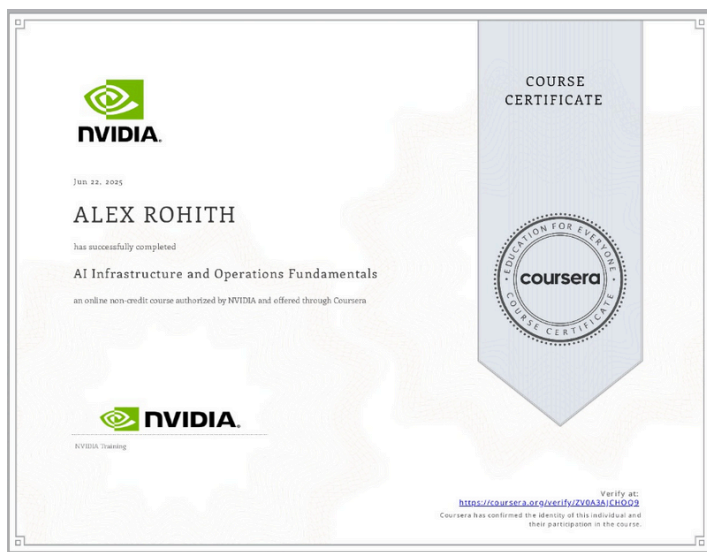 NVIDIA.
Jun 22, 2025
ALEX ROHITH
has successfully completed
AI Infrastructure and Operations Fundamentals
an online non-credit course authorized by NVIDIA and offered through Coursera
NVIDIA.
NVIDIA Training
COURSE
CERTIFICATE
EDUCATION FOR EVERYONE
coursera
COURSE CERTIFICATE
Verify at:
https://coursera.org/verify/ZV0A3AJCHOQ9
Coursera has confirmed the identity of this individual and
their participation in the course.